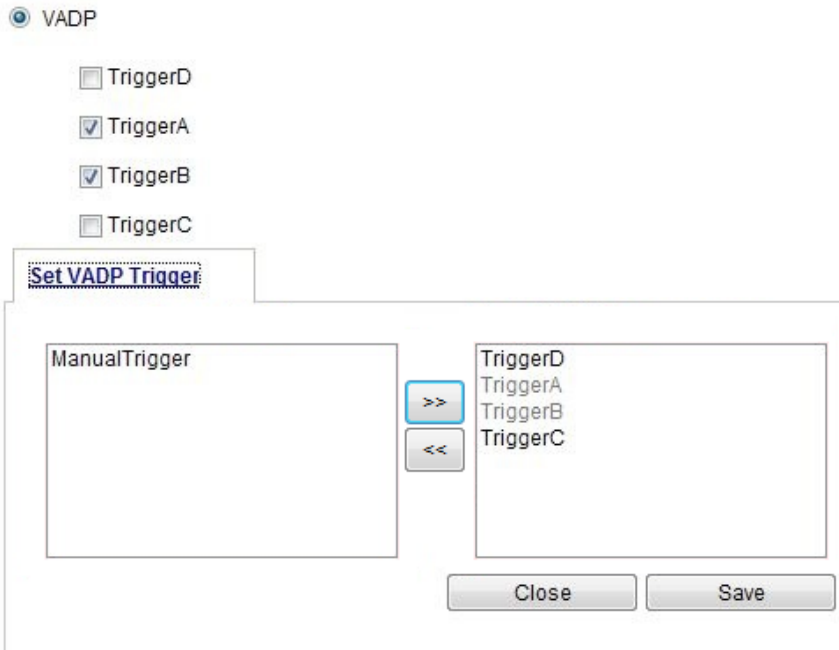 VADP
TriggerD
TriggerA
TriggerB
TriggerC
Set VADP Trigger
ManualTrigger
>>
<<
TriggerD
TriggerA
TriggerB
TriggerC
Close
Save